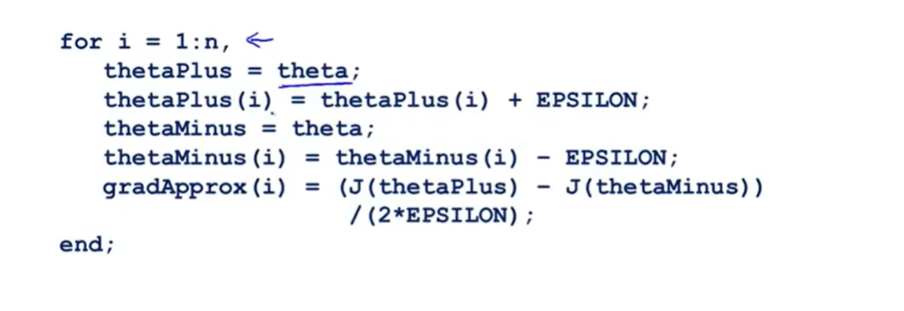 for i = 1:n,
thetaPlus = theta;
thetaPlus(i) = thetaPlus(i) + EPSILON;
thetaMinus = theta;
thetaMinus(i) = thetaMinus(i) - EPSILON;
gradApprox(i) = (J(thetaPlus) - J(thetaMinus))
/(2*EPSILON);
end;